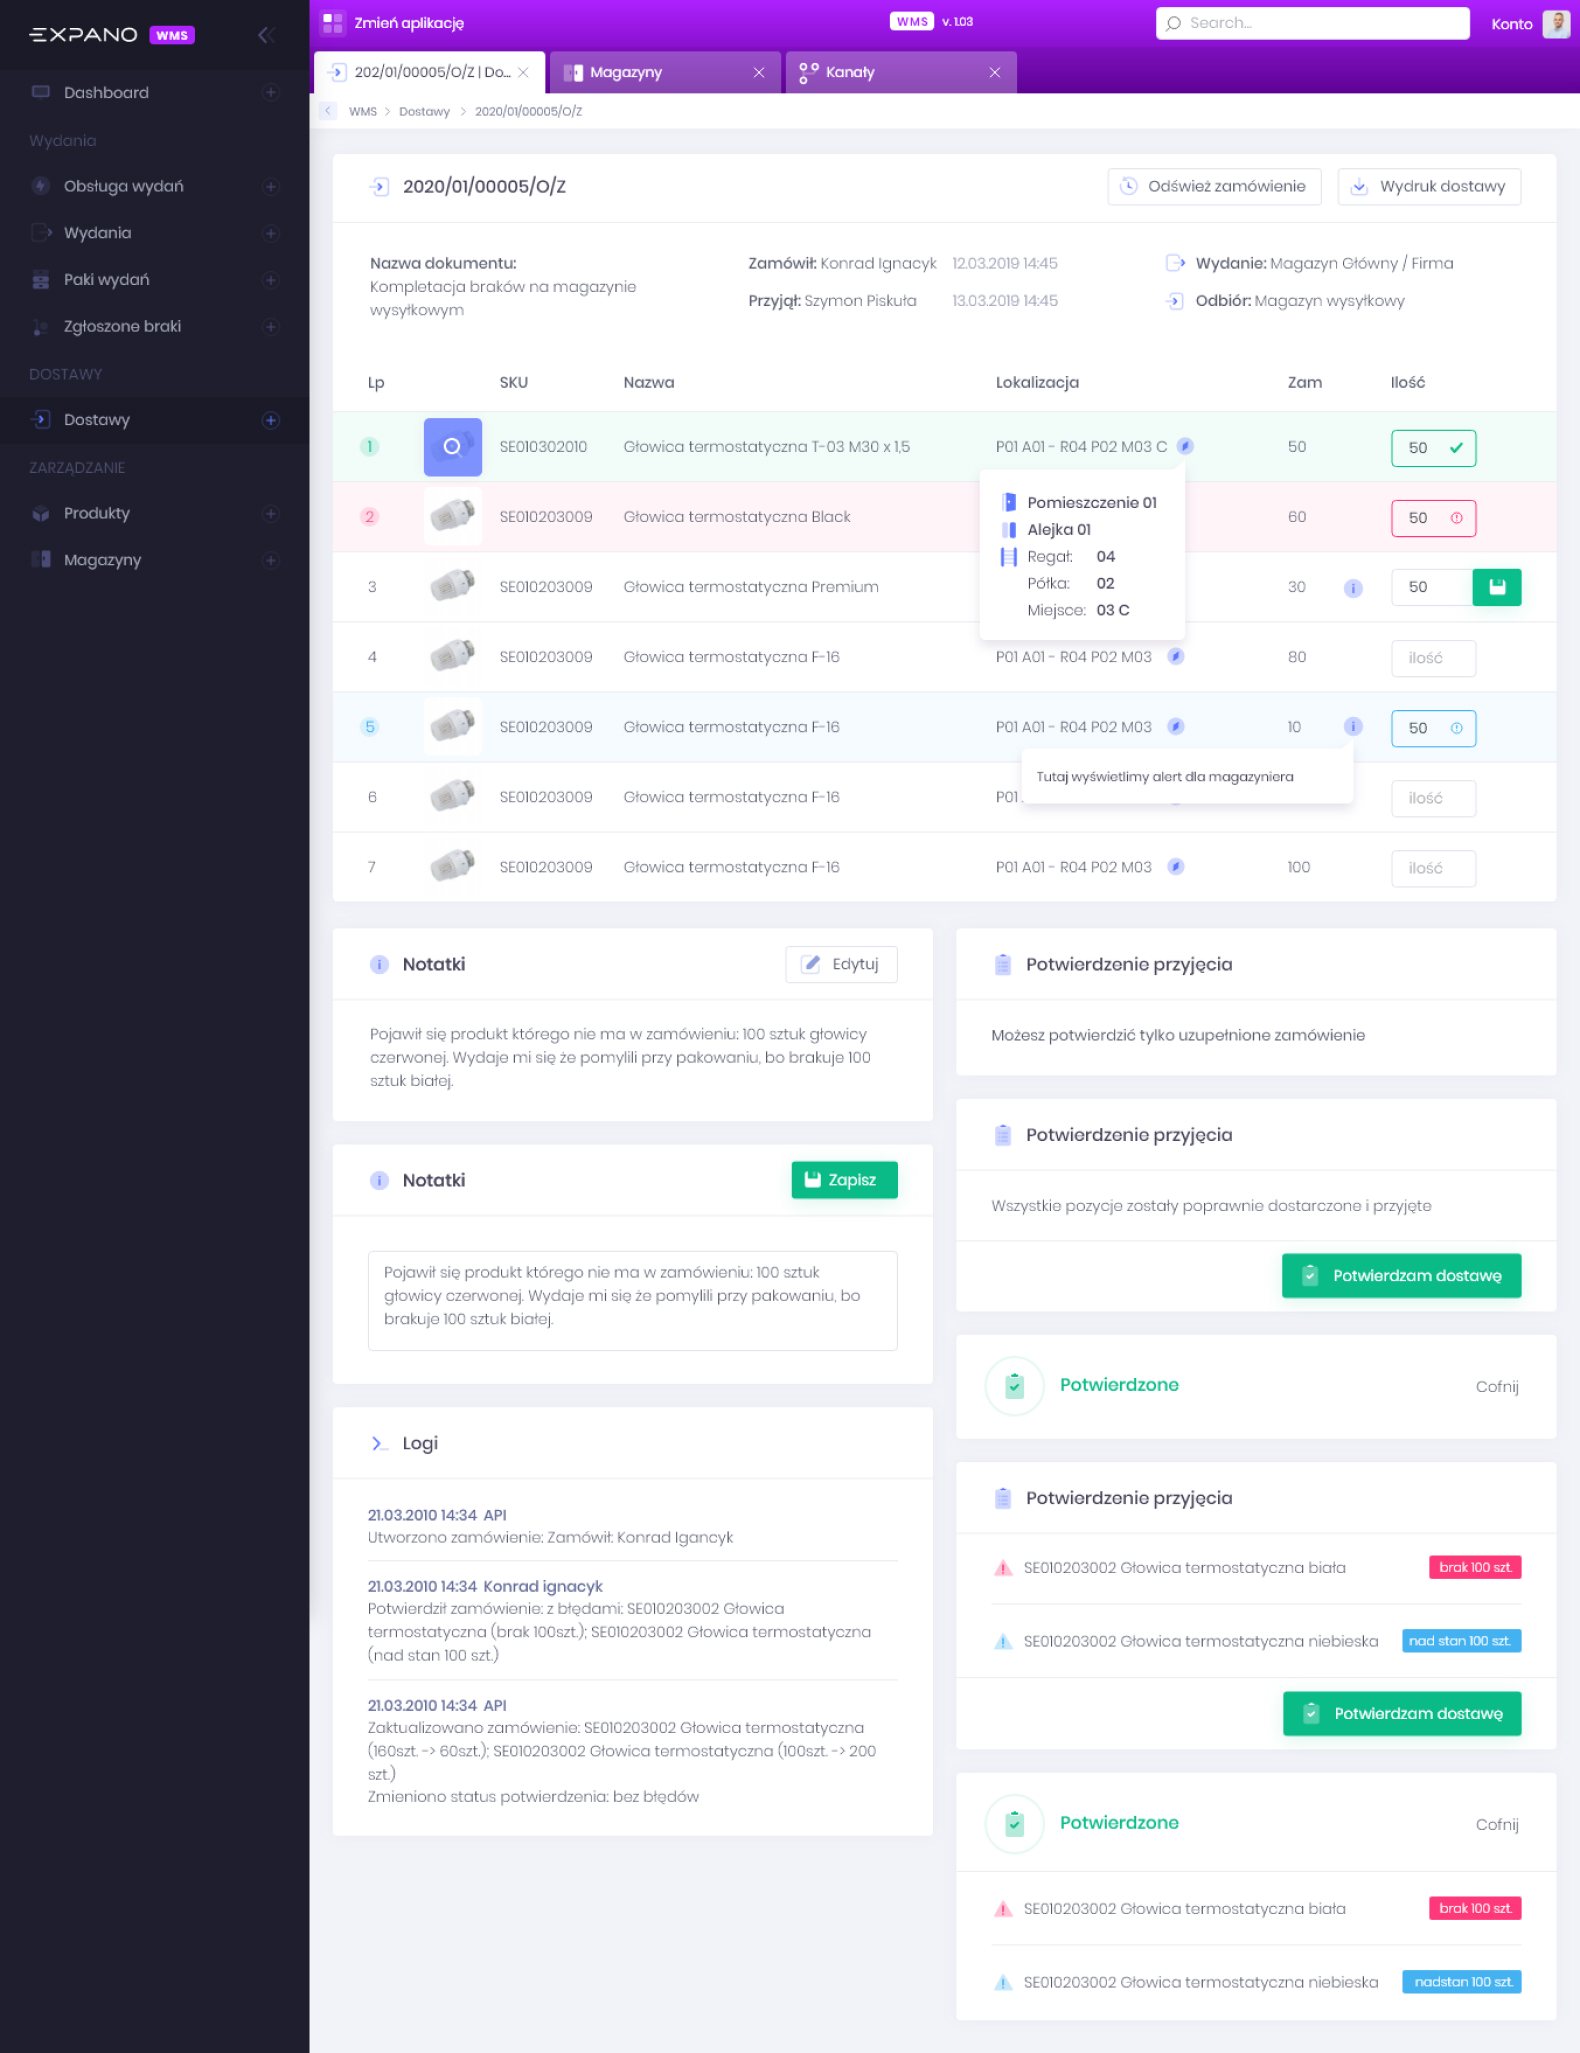 EXPANO WMS
Zmień aplikację
WMS v. 1.03
Search...
Konto
202/01/00005/O/Z | Do...
Magazyny
Kanały
WMS > Dostawy > 2020/01/00005/O/Z
Dashboard
Wydania
Obsługa wydań
Wydania
Paki wydań
Zgłoszone braki
DOSTAWY
Dostawy
ZARZĄDZANIE
Produkty
Magazyny
2020/01/00005/O/Z
Odśwież zamówienie
Wydruk dostawy
Nazwa dokumentu:
Kompletacja braków na magazynie
wysyłkowym
Zamówił: Konrad Ignacyk 12.03.2019 14:45
Przyjął: Szymon Piskuła 13.03.2019 14:45
Wydanie: Magazyn Główny / Firma
Odbiór: Magazyn wysyłkowy
Lp SKU Nazwa Lokalizacja Zam Ilość
1 SE010302010 Głowica termostatyczna T-03 M30 x 1,5 P01 A01 - R04 P02 M03 C 50 50
2 SE010203009 Głowica termostatyczna Black 60 50
3 SE010203009 Głowica termostatyczna Premium 30 i 50
Pomieszczenie 01
Alejka 01
Regał: 04
Półka: 02
Miejsce: 03 C
4 SE010203009 Głowica termostatyczna F-16 P01 A01 - R04 P02 M03 80 ilość
5 SE010203009 Głowica termostatyczna F-16 P01 A01 - R04 P02 M03 10 i 50
Tutaj wyświetlimy alert dla magazyniera
6 SE010203009 Głowica termostatyczna F-16 P01 ilość
7 SE010203009 Głowica termostatyczna F-16 P01 A01 - R04 P02 M03 100 ilość
Notatki
Edytuj
Pojawił się produkt którego nie ma w zamówieniu: 100 sztuk głowicy
czerwonej. Wydaje mi się że pomylili przy pakowaniu, bo brakuje 100
sztuk białej.
Notatki
Zapisz
Pojawił się produkt którego nie ma w zamówieniu: 100 sztuk
głowicy czerwonej. Wydaje mi się że pomylili przy pakowaniu, bo
brakuje 100 sztuk białej.
Logi
21.03.2010 14:34 API
Utworzono zamówienie: Zamówił: Konrad Igancyk
21.03.2010 14:34 Konrad ignacyk
Potwierdził zamówienie: z błędami: SE010203002 Głowica
termostatyczna (brak 100szt.); SE010203002 Głowica termostatyczna
(nad stan 100 szt.)
21.03.2010 14:34 API
Zaktualizowano zamówienie: SE010203002 Głowica termostatyczna
(160szt. -> 60szt.); SE010203002 Głowica termostatyczna (100szt. -> 200
szt.)
Zmieniono status potwierdzenia: bez błędów
Potwierdzenie przyjęcia
Możesz potwierdzić tylko uzupełnione zamówienie
Potwierdzenie przyjęcia
Wszystkie pozycje zostały poprawnie dostarczone i przyjęte
Potwierdzam dostawę
Potwierdzone
Cofnij
Potwierdzenie przyjęcia
SE010203002 Głowica termostatyczna biała brak 100 szt.
SE010203002 Głowica termostatyczna niebieska nad stan 100 szt.
Potwierdzam dostawę
Potwierdzone
Cofnij
SE010203002 Głowica termostatyczna biała brak 100 szt.
SE010203002 Głowica termostatyczna niebieska nadstan 100 szt.